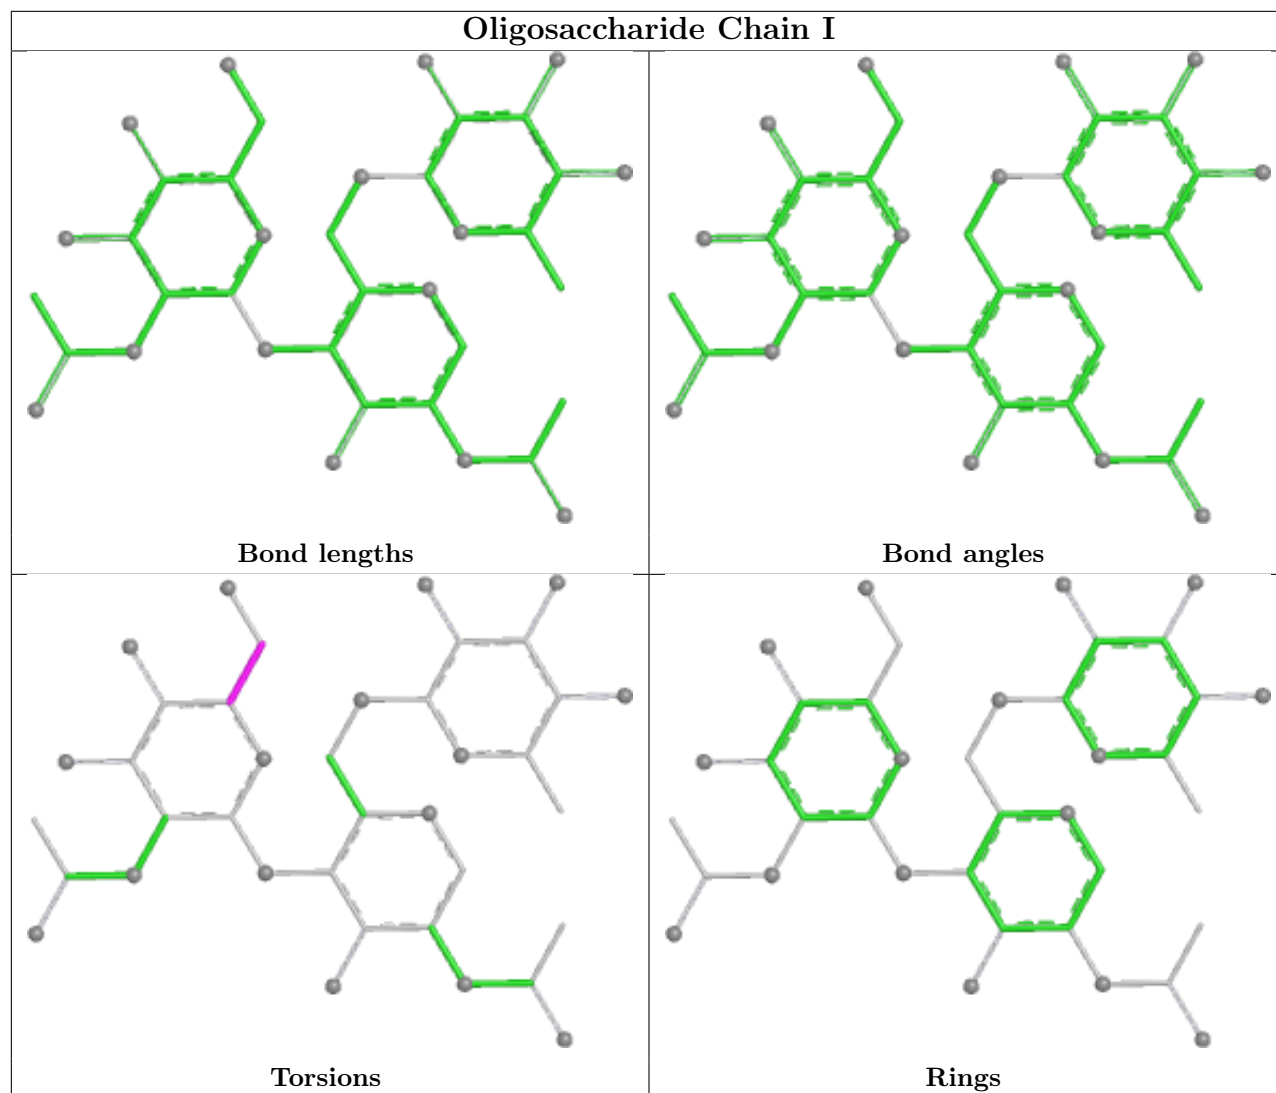 Oligosaccharide Chain I
Bond lengths
Bond angles
Torsions
Rings